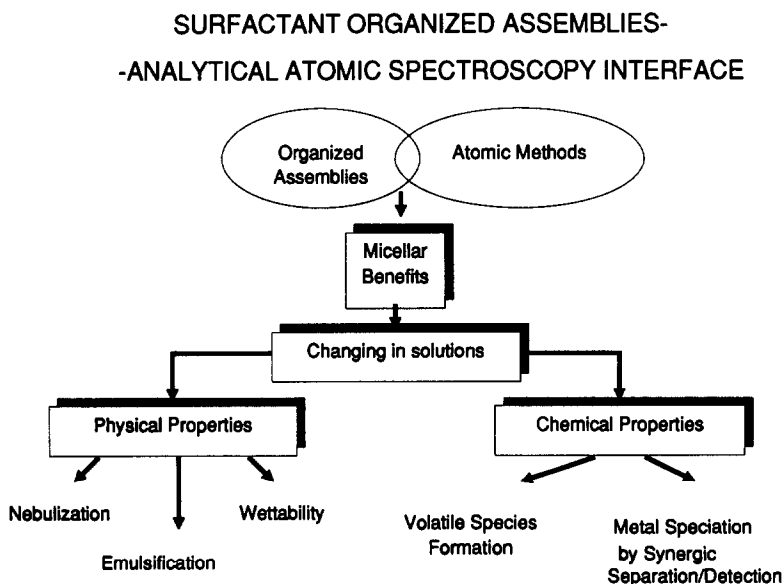 SURFACTANT ORGANIZED ASSEMBLIES-
-ANALYTICAL ATOMIC SPECTROSCOPY INTERFACE
Organized
Assemblies
Atomic Methods
Micellar
Benefits
Changing in solutions
Physical Properties
Chemical Properties
Nebulization
Wettability
Emulsification
Volatile Species
Formation
Metal Speciation
by Synergic
Separation/Detection